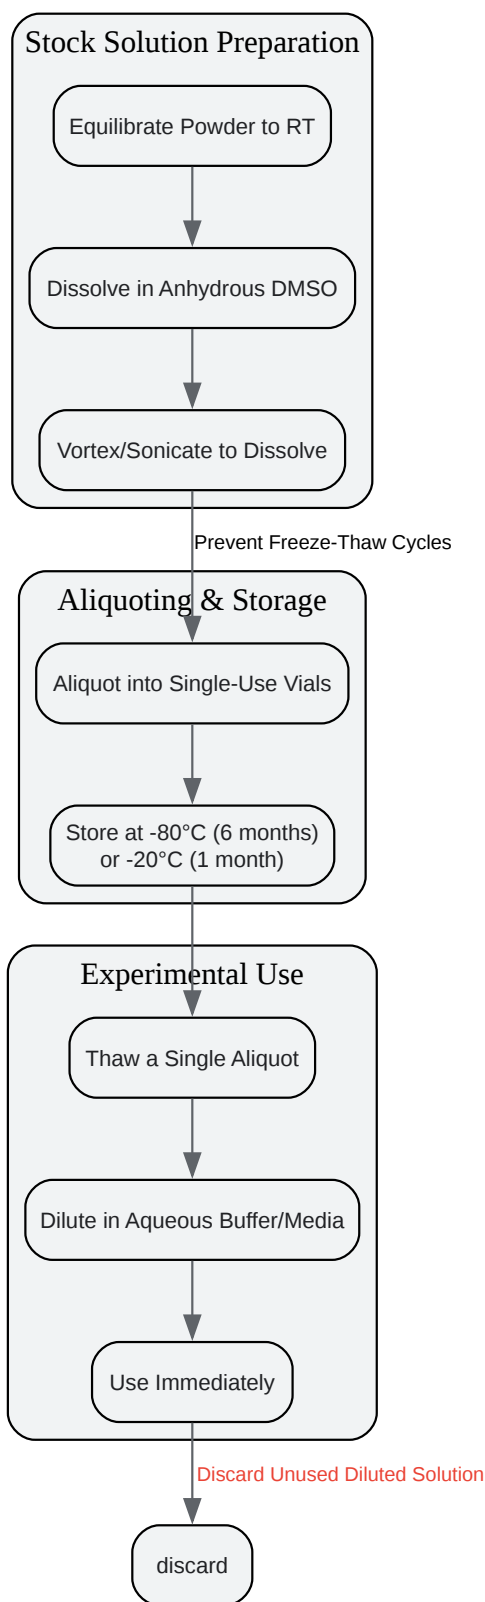 Stock Solution Preparation
Equilibrate Powder to RT
Dissolve in Anhydrous DMSO
Vortex/Sonicate to Dissolve
Prevent Freeze-Thaw Cycles
Aliquoting & Storage
Aliquot into Single-Use Vials
Store at -80°C (6 months)
or -20°C (1 month)
Experimental Use
Thaw a Single Aliquot
Dilute in Aqueous Buffer/Media
Use Immediately
Discard Unused Diluted Solution
discard